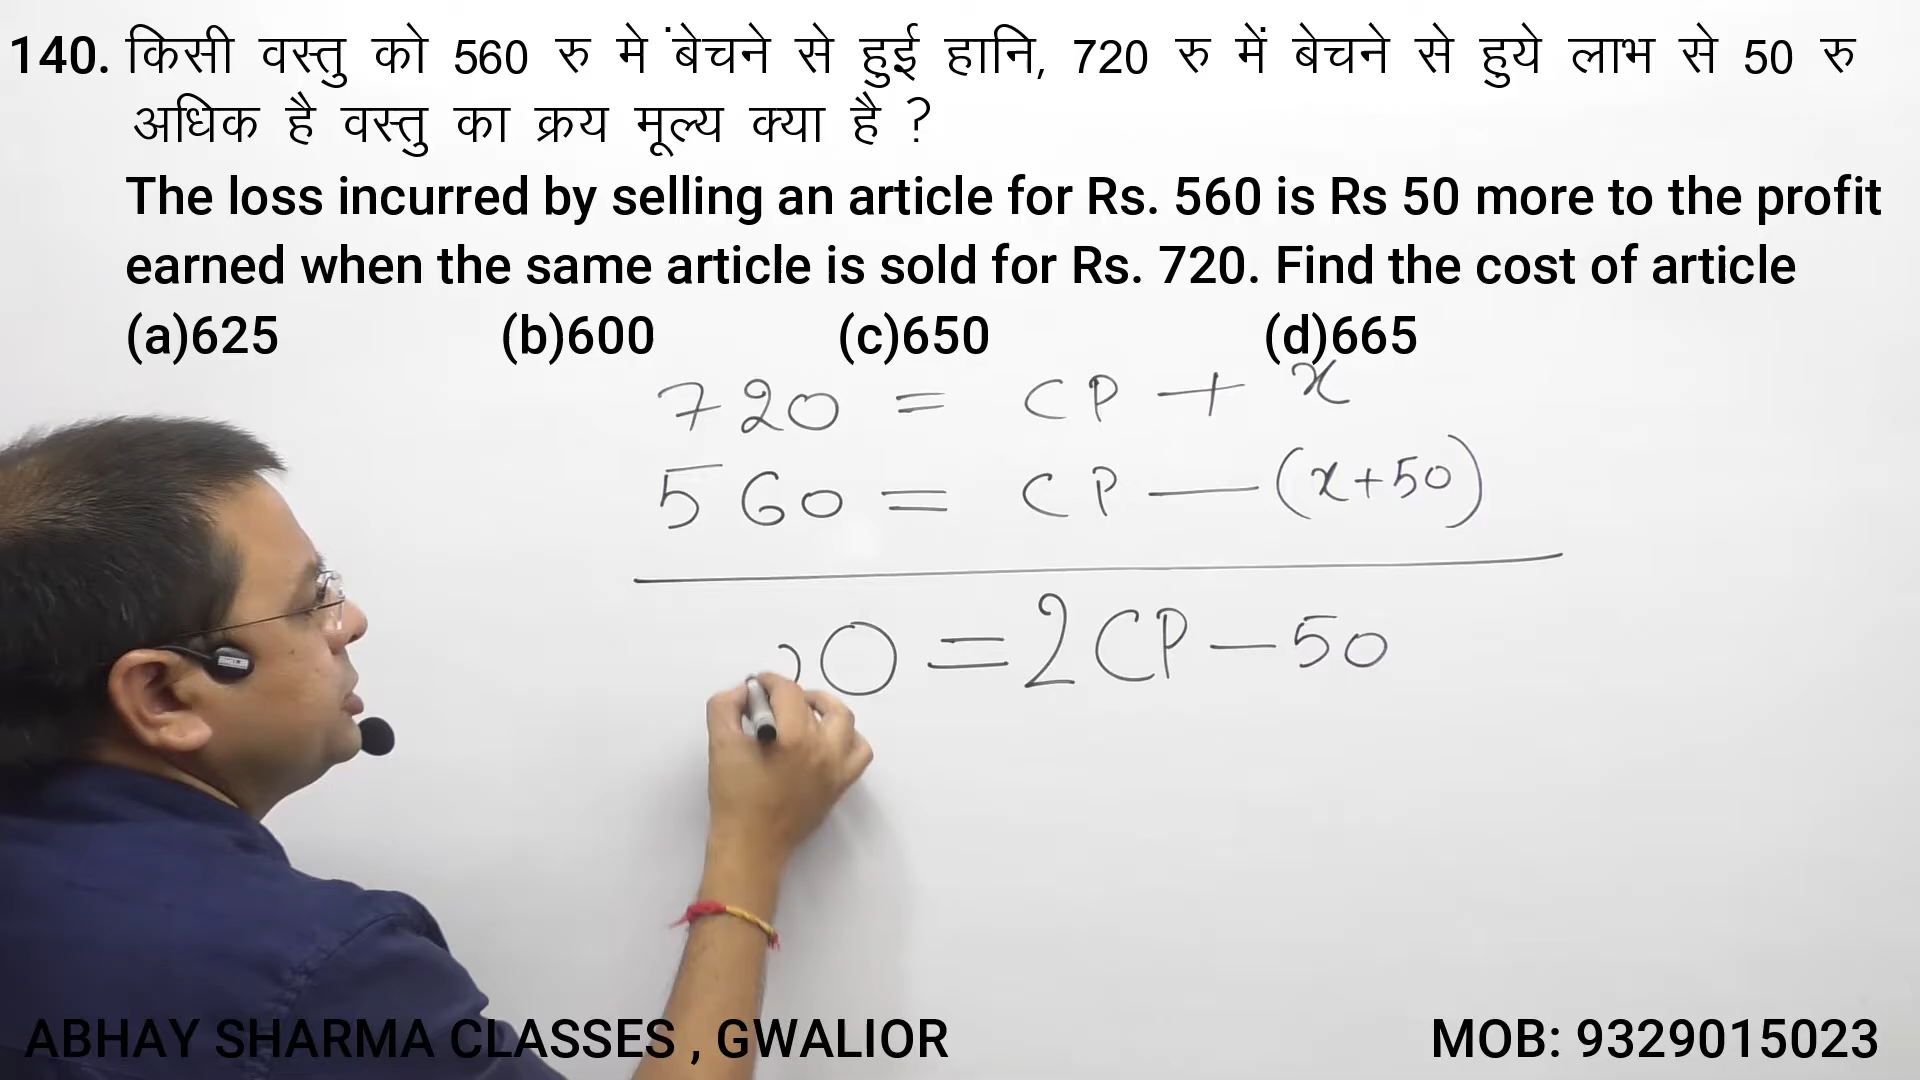 140. किसी वस्तु को 560 रु मे ंबेचने से हुई हानि, 720 रु में बेचने से हुये लाभ से 50 रु
अधिक है वस्तु का क्रय मूल्य क्या है ?
The loss incurred by selling an article for Rs. 560 is Rs 50 more to the profit
earned when the same article is sold for Rs. 720. Find the cost of article
(a)625 (b)600 (c)650 (d)665
720 = CP + x
560 = CP — (x+50)
0 = 2CP — 50
ABHAY SHARMA CLASSES , GWALIOR MOB: 9329015023